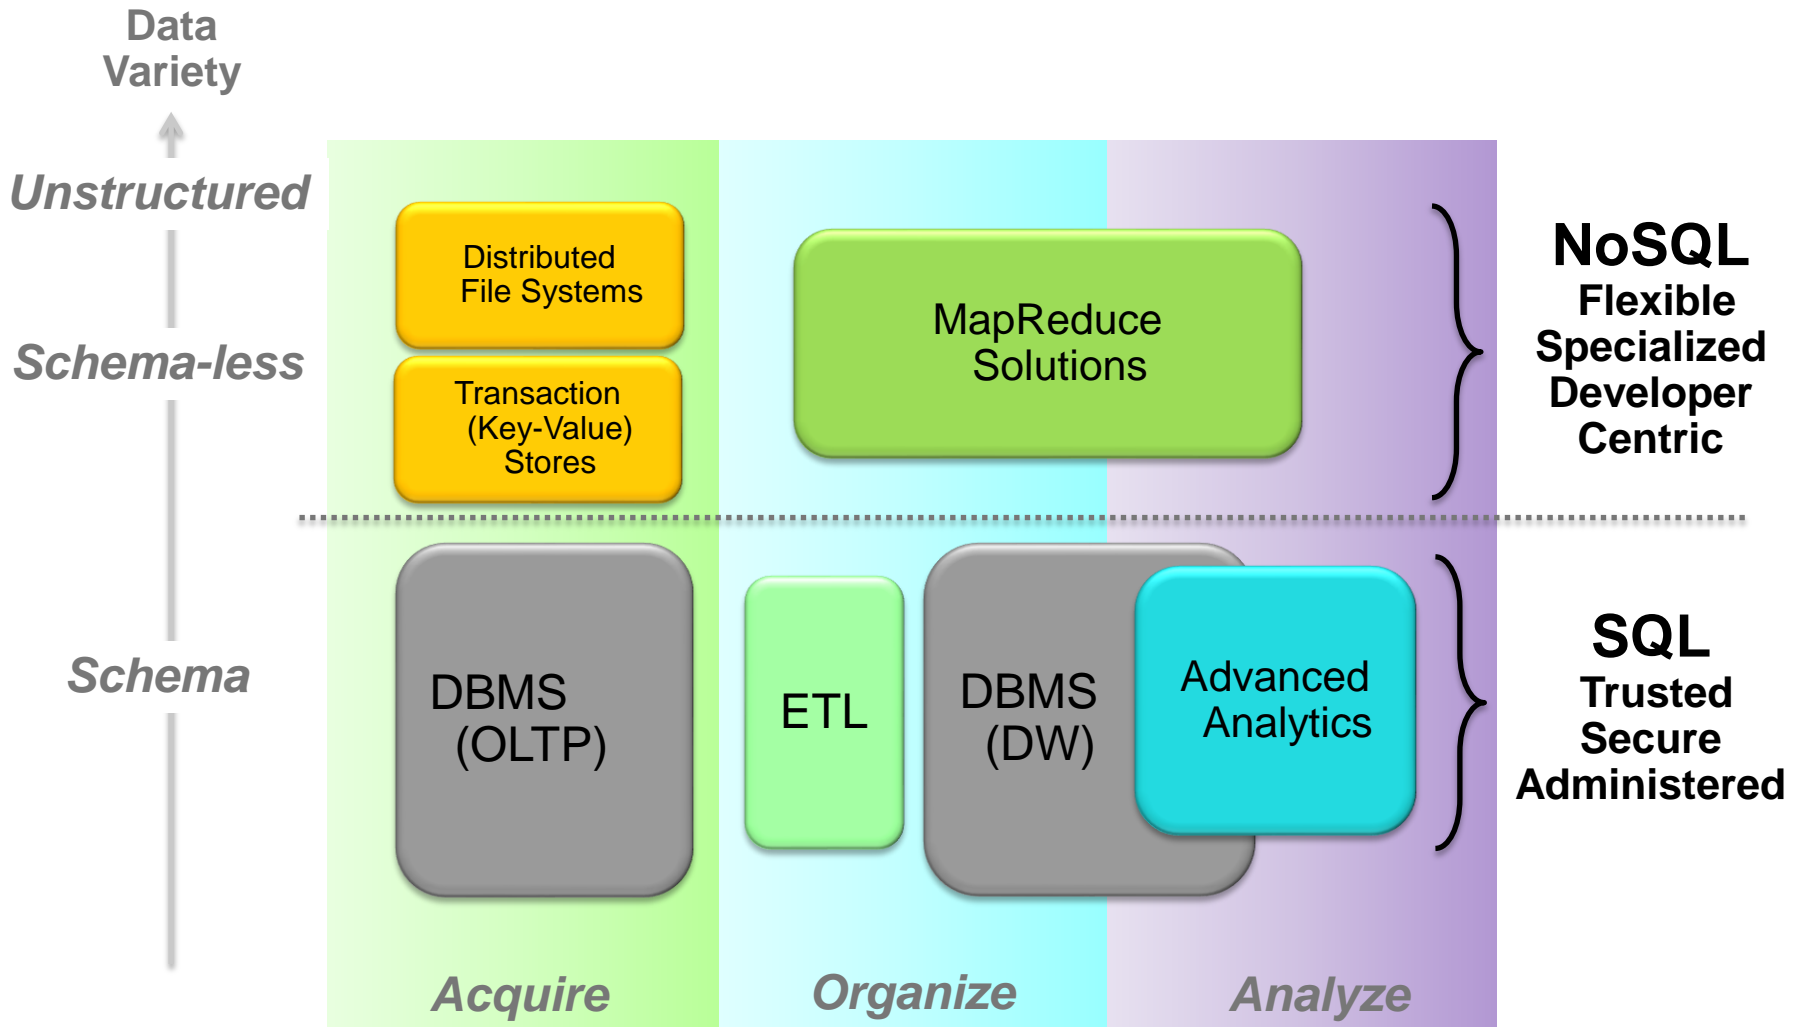 Data
Variety
Unstructured
Schema-less
Schema
Distributed
File Systems
Transaction
(Key-Value)
Stores
MapReduce
Solutions
NoSQL
Flexible
Specialized
Developer
Centric
DBMS
(OLTP)
ETL
DBMS
(DW)
Advanced
Analytics
SQL
Trusted
Secure
Administered
Acquire
Organize
Analyze